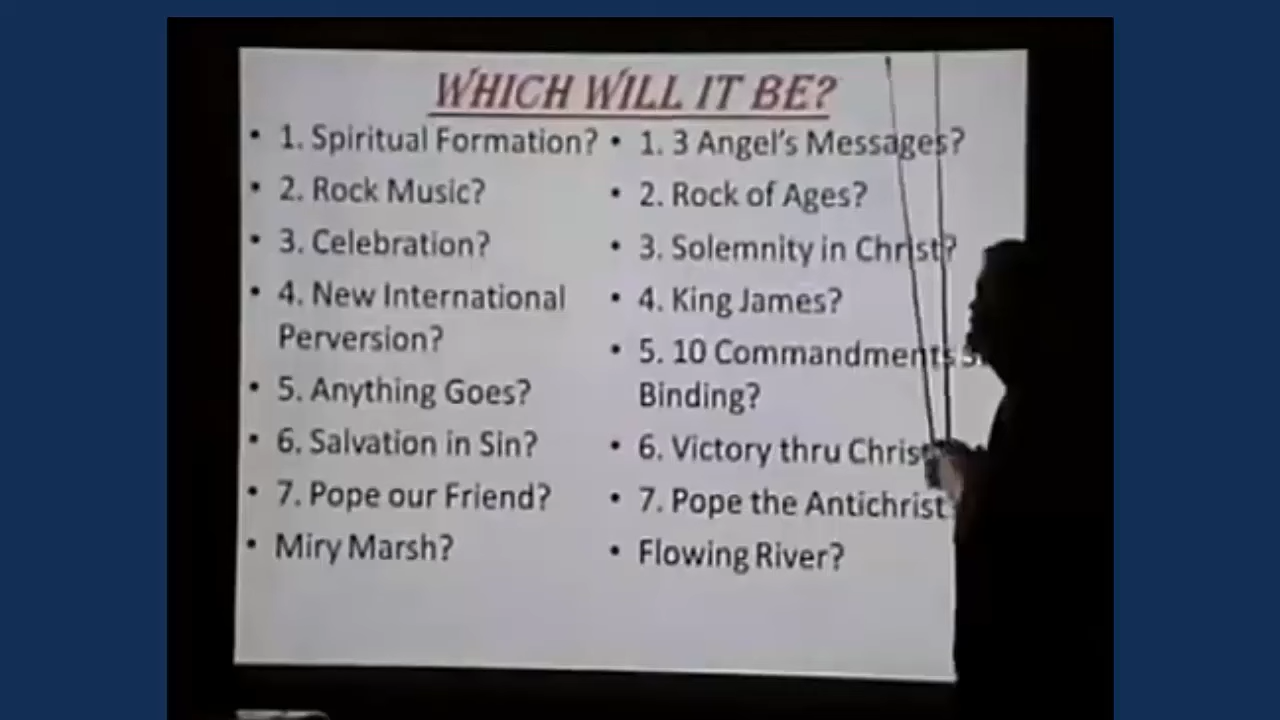 WHICH WILL IT BE?
• 1. Spiritual Formation?
• 2. Rock Music?
• 3. Celebration?
• 4. New International
Perversion?
• 5. Anything Goes?
• 6. Salvation in Sin?
• 7. Pope our Friend?
• Miry Marsh?
• 1. 3 Angel's Messages?
• 2. Rock of Ages?
• 3. Solemnity in Christ?
• 4. King James?
• 5. 10 Commandments
Binding?
• 6. Victory thru Christ
• 7. Pope the Antichrist
• Flowing River?